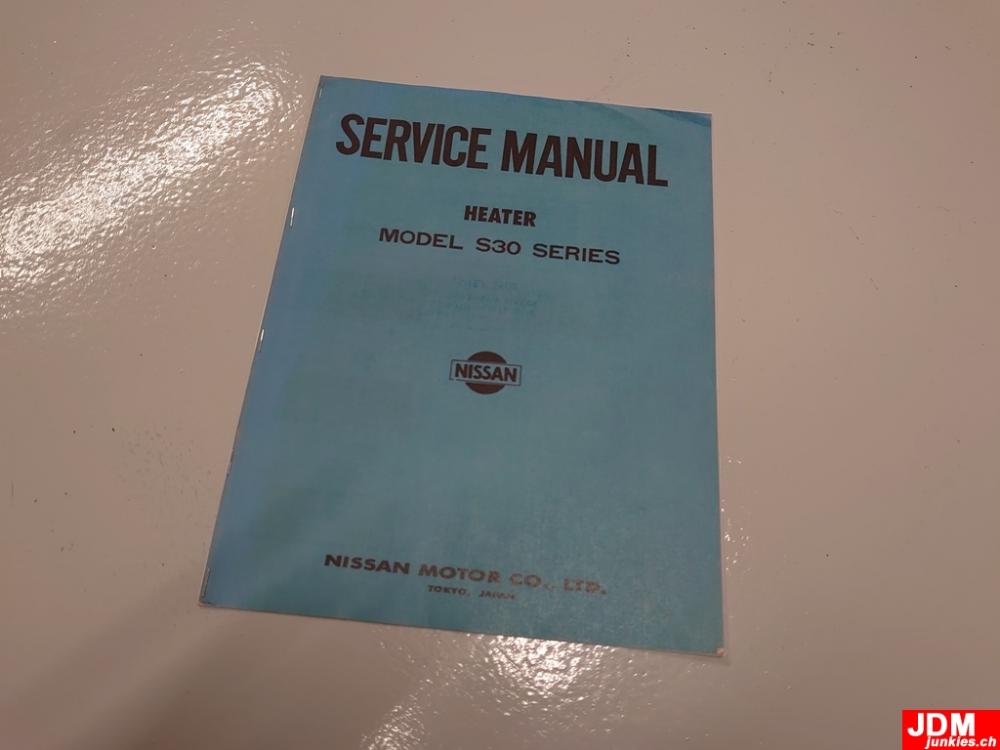 SERVICE MANUAL
HEATER
MODEL S30 SERIES
NISSAN
NISSAN MOTOR CO., LTD.
TOKYO, JAPAN
JDM
junkies.ch